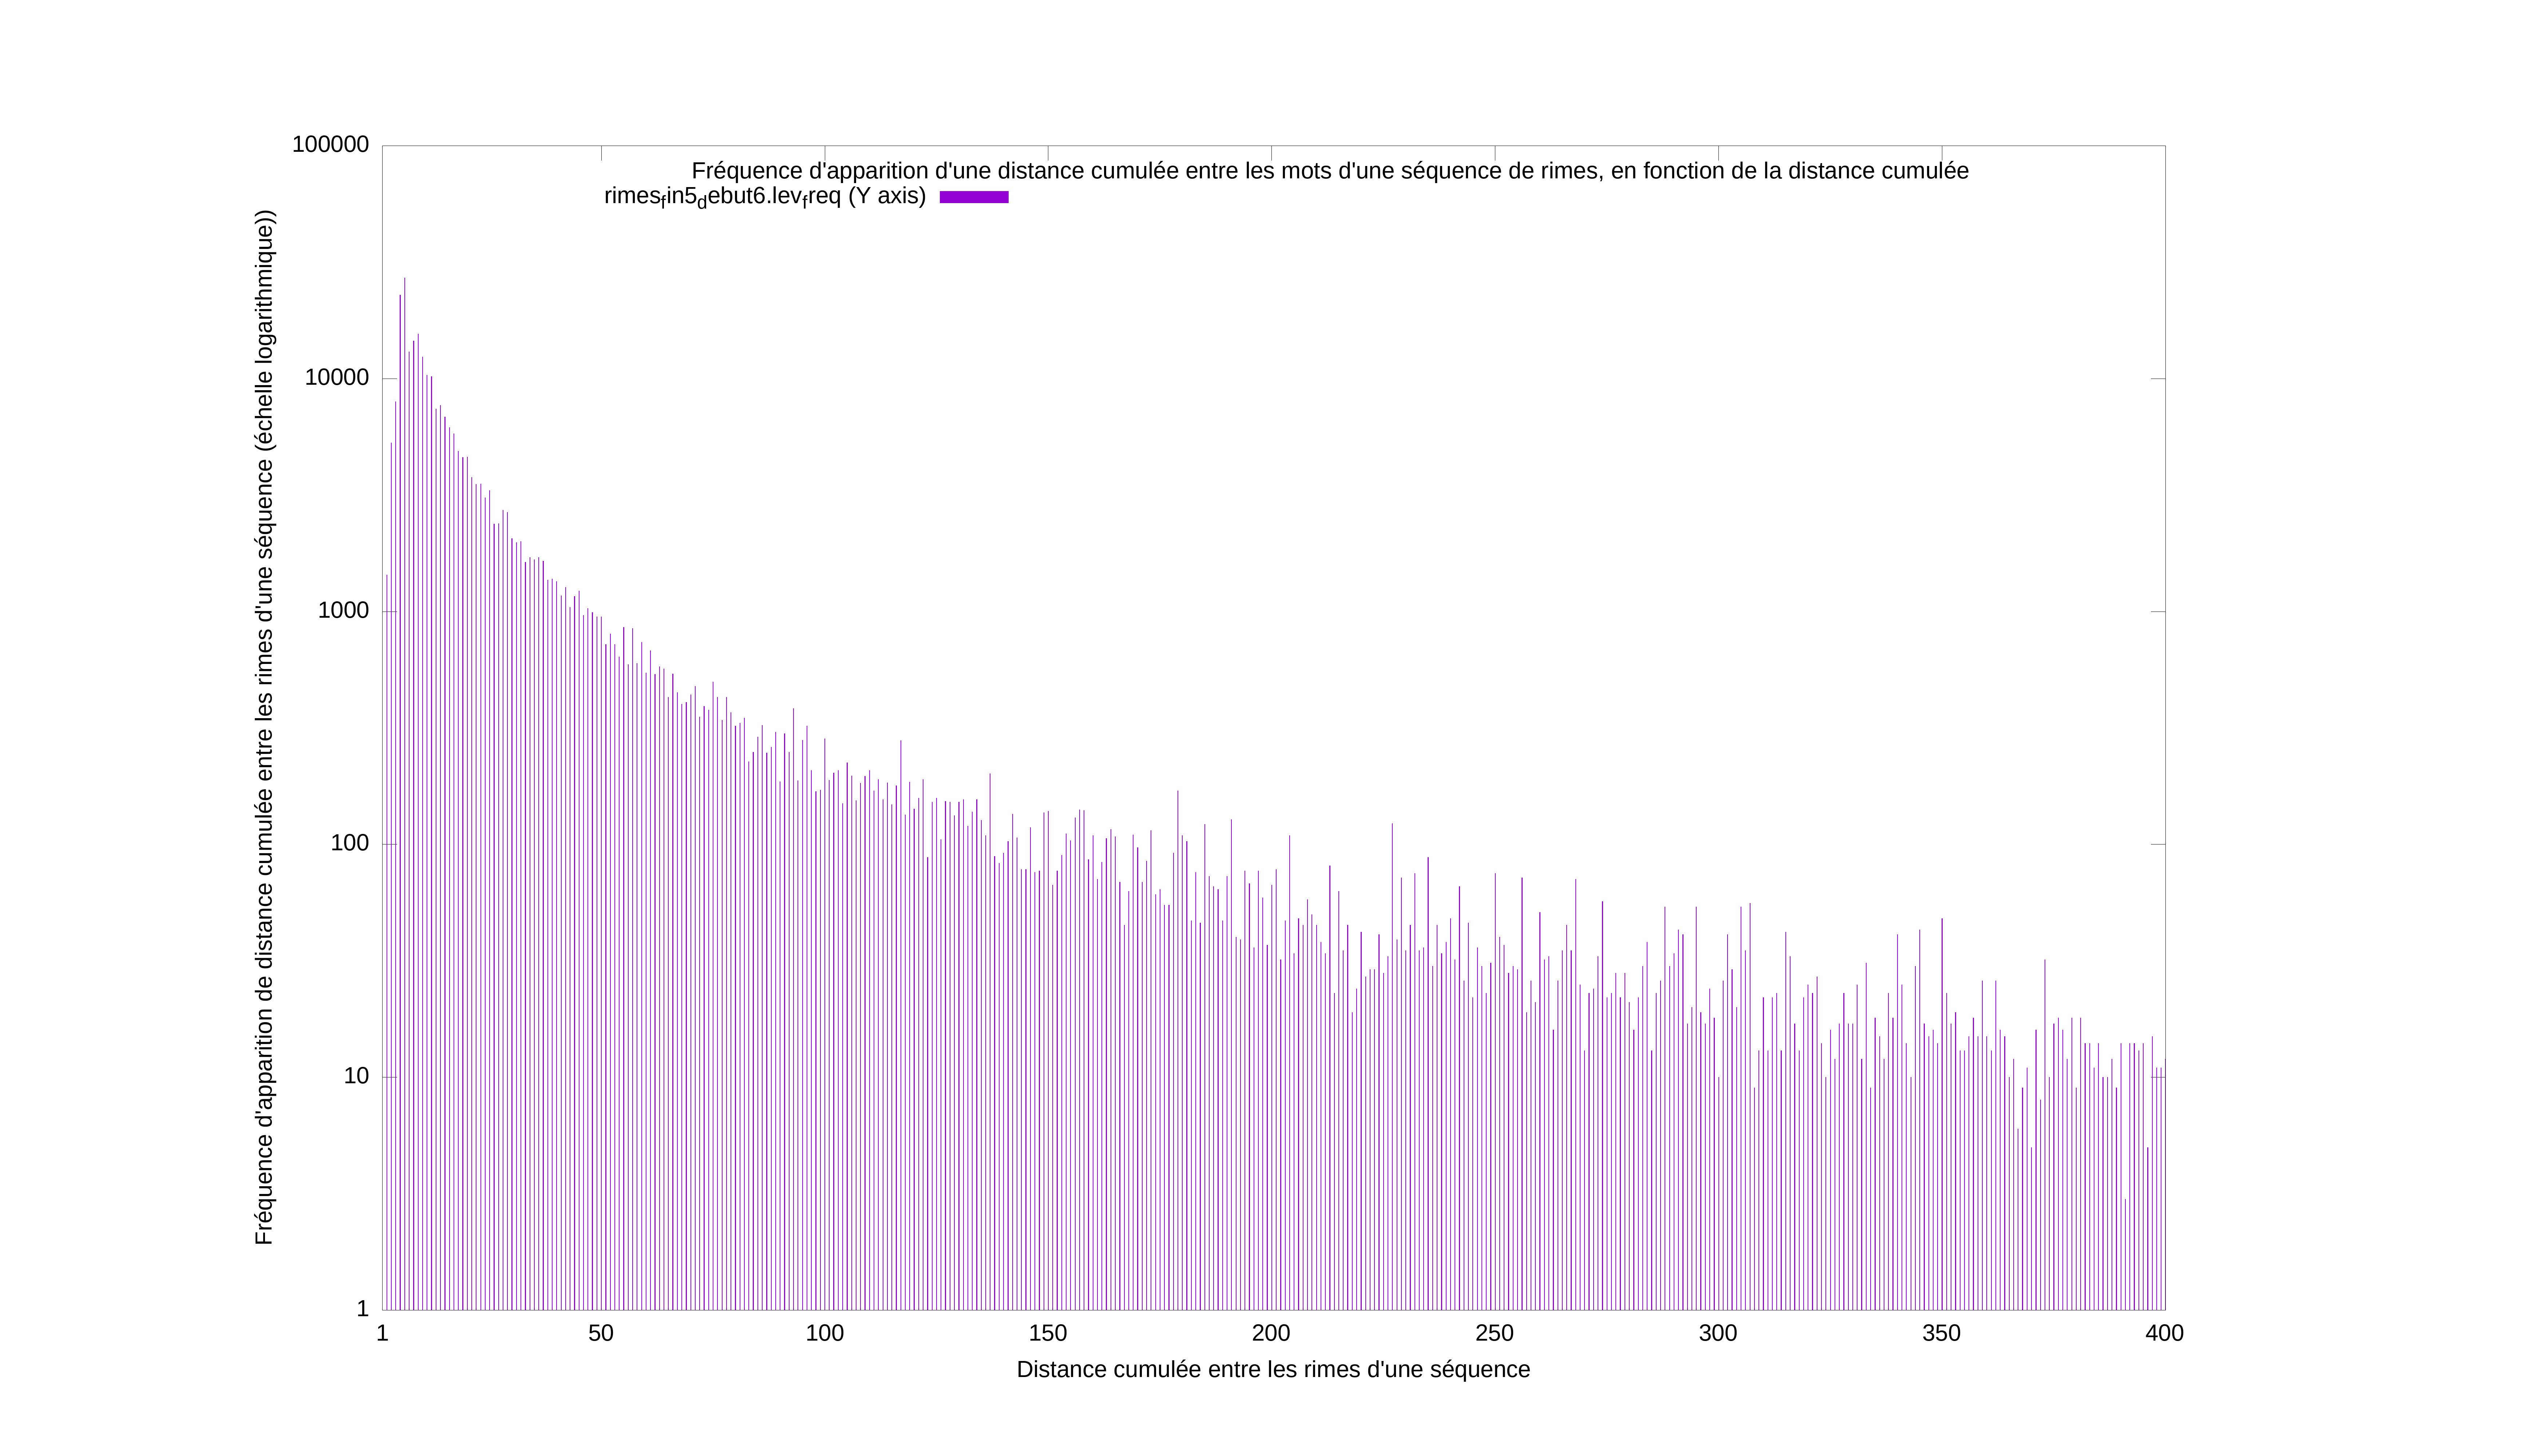 Fréquence d'apparition d'une distance cumulée entre les mots d'une séquence de rimes, en fonction de la distance cumulée
rimesfin5debut6.levfreq (Y axis)
Fréquence d'apparition de distance cumulée entre les rimes d'une séquence (échelle logarithmique))
100000
10000
1000
100
10
1
1 50 100 150 200 250 300 350 400
Distance cumulée entre les rimes d'une séquence